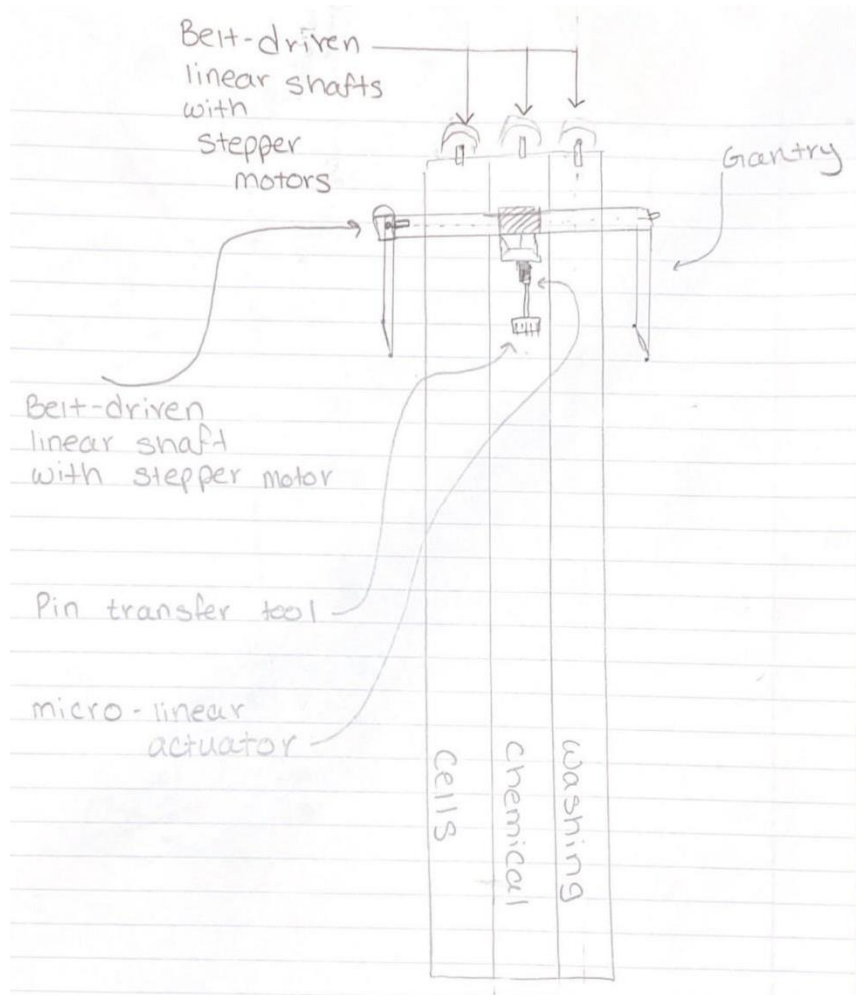 Belt-driven
linear shafts
with
stepper
motors
Gantry
Belt-driven
linear shaft
with stepper motor
Pin transfer tool
micro-linear
actuator
Cells
Chemical
Washing